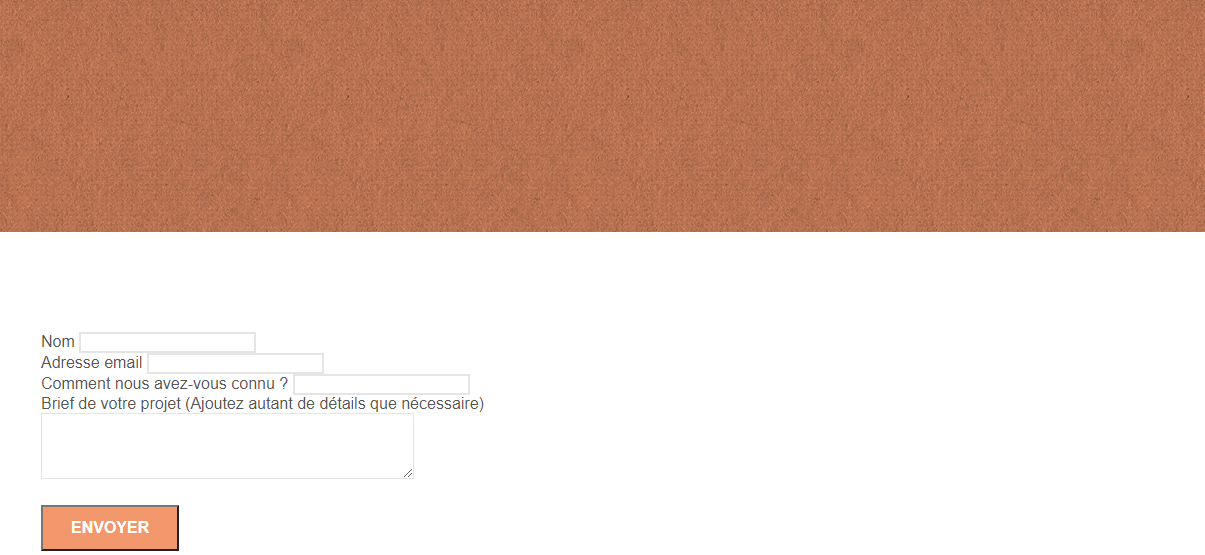 Nom
Adresse email
Comment nous avez-vous connu ?
Brief de votre projet (Ajoutez autant de détails que nécessaire)
ENVOYER